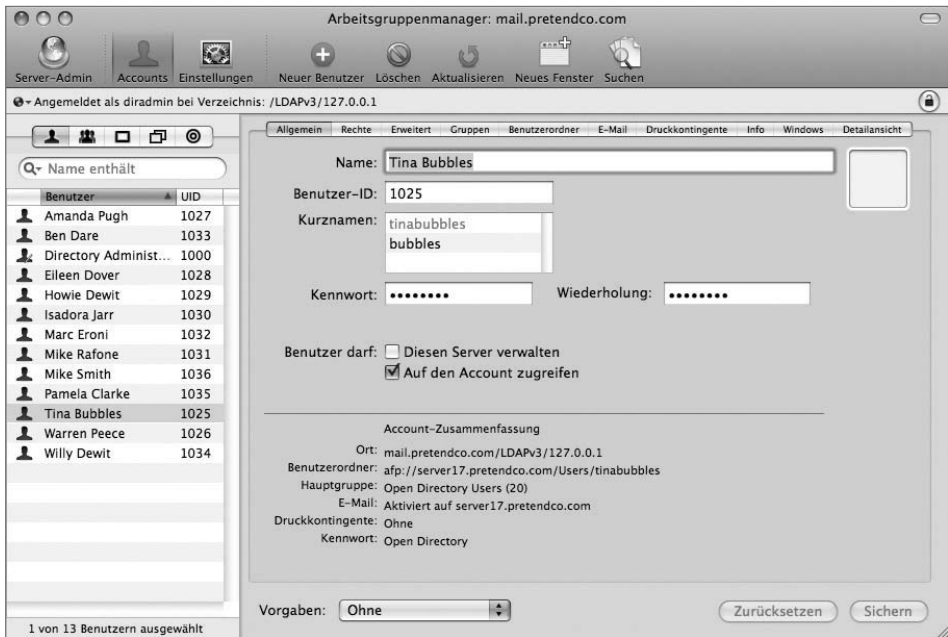 Arbeitsgruppenmanager: mail.pretendco.com
Server-Admin Accounts Einstellungen Neuer Benutzer Löschen Aktualisieren Neues Fenster Suchen
Angemeldet als diradmin bei Verzeichnis: /LDAPv3/127.0.0.1
Name enthält
Benutzer UID
Amanda Pugh 1027
Ben Dare 1033
Directory Administ... 1000
Eileen Dover 1028
Howie Dewit 1029
Isadora Jarr 1030
Marc Eroni 1032
Mike Rafone 1031
Mike Smith 1036
Pamela Clarke 1035
Tina Bubbles 1025
Warren Peece 1026
Willy Dewit 1034
1 von 13 Benutzern ausgewählt
Allgemein Rechte Erweitert Gruppen Benutzerordner E-Mail Druckkontingente Info Windows Detailansicht
Name: Tina Bubbles
Benutzer-ID: 1025
Kurznamen: tinabubbles
bubbles
Kennwort: •••••••• Wiederholung: ••••••••
Benutzer darf: Diesen Server verwalten
Auf den Account zugreifen
Account-Zusammenfassung
Ort: mail.pretendco.com/LDAPv3/127.0.0.1
Benutzerordner: afp://server17.pretendco.com/Users/tinabubbles
Hauptgruppe: Open Directory Users (20)
E-Mail: Aktiviert auf server17.pretendco.com
Druckkontingente: Ohne
Kennwort: Open Directory
Vorgaben: Ohne Zurücksetzen Sichern